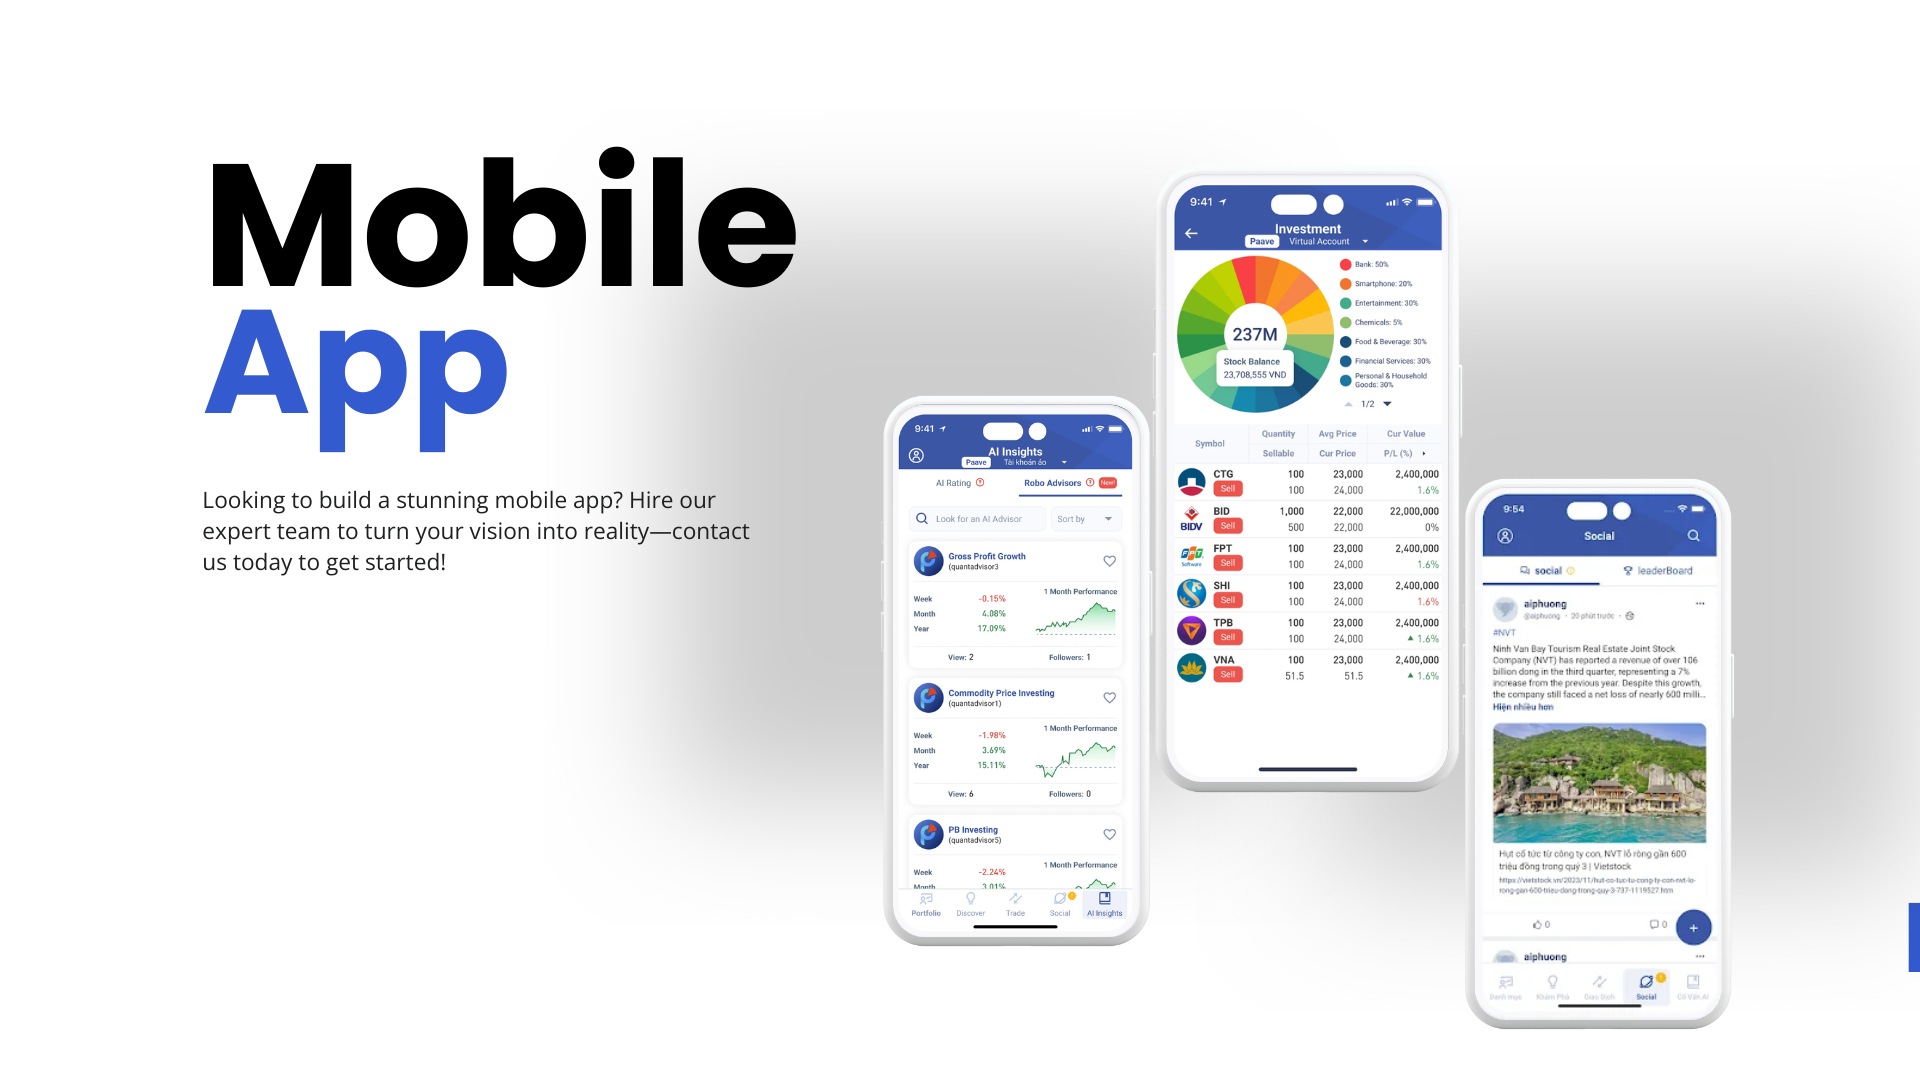 Mobile
App
Looking to build a stunning mobile app? Hire our
expert team to turn your vision into reality—contact
us today to get started!
9:41
AI Insights
Paave Tài khoản ảo
AI Rating
Robo Advisors New!
Look for an AI Advisor
Sort by
Gross Profit Growth
(quantadvisor3
1 Month Performance
Week -0.15%
Month 4.08%
Year 17.09%
View: 2 Followers: 1
Commodity Price Investing
(quantadvisor1)
1 Month Performance
Week -1.98%
Month 3.69%
Year 15.11%
View: 6 Followers: 0
PB Investing
(quantadvisor5)
1 Month Performance
Week -2.24%
Month 3.01%
Portfolio Discover Trade Social AI Insights
9:41
Investment
Paave Virtual Account
237M
Stock Balance
23,708,555 VND
Bank: 50%
Smartphone: 20%
Entertainment: 30%
Chemicals: 5%
Food & Beverage: 30%
Financial Services: 30%
Personal & Household
Goods: 30%
1/2
Symbol
Quantity Avg Price Cur Value
Sellable Cur Price P/L (%)
CTG 100 23,000 2,400,000
Sell 100 24,000 1.6%
BID 1,000 22,000 22,000,000
BIDV Sell 500 22,000 0%
FPT 100 23,000 2,400,000
FPT Software Sell 100 24,000 1.6%
SHI 100 23,000 2,400,000
Sell 100 24,000 1.6%
TPB 100 23,000 2,400,000
Sell 100 24,000 1.6%
VNA 100 23,000 2,400,000
Sell 51.5 51.5 1.6%
9:54
Social
social leaderBoard
aiphuong
@aiphuong · 20 phút trước
#NVT
Ninh Van Bay Tourism Real Estate Joint Stock
Company (NVT) has reported a revenue of over 106
billion dong in the third quarter, representing a 7%
increase from the previous year. Despite this growth,
the company still faced a net loss of nearly 600 milli...
Hiện nhiều hơn
Hụt cổ tức từ công ty con, NVT lỗ ròng gần 600
triệu đồng trong quý 3 | Vietstock
https://vietstock.vn/2023/11/hut-co-tuc-tu-cong-ty-con-nvt-lo-
rong-gan-600-trieu-dong-trong-quy-3-737-1119527.htm
0 0
+
aiphuong
Danh mục Khám Phá Giao Dịch Social Cố Vấn AI